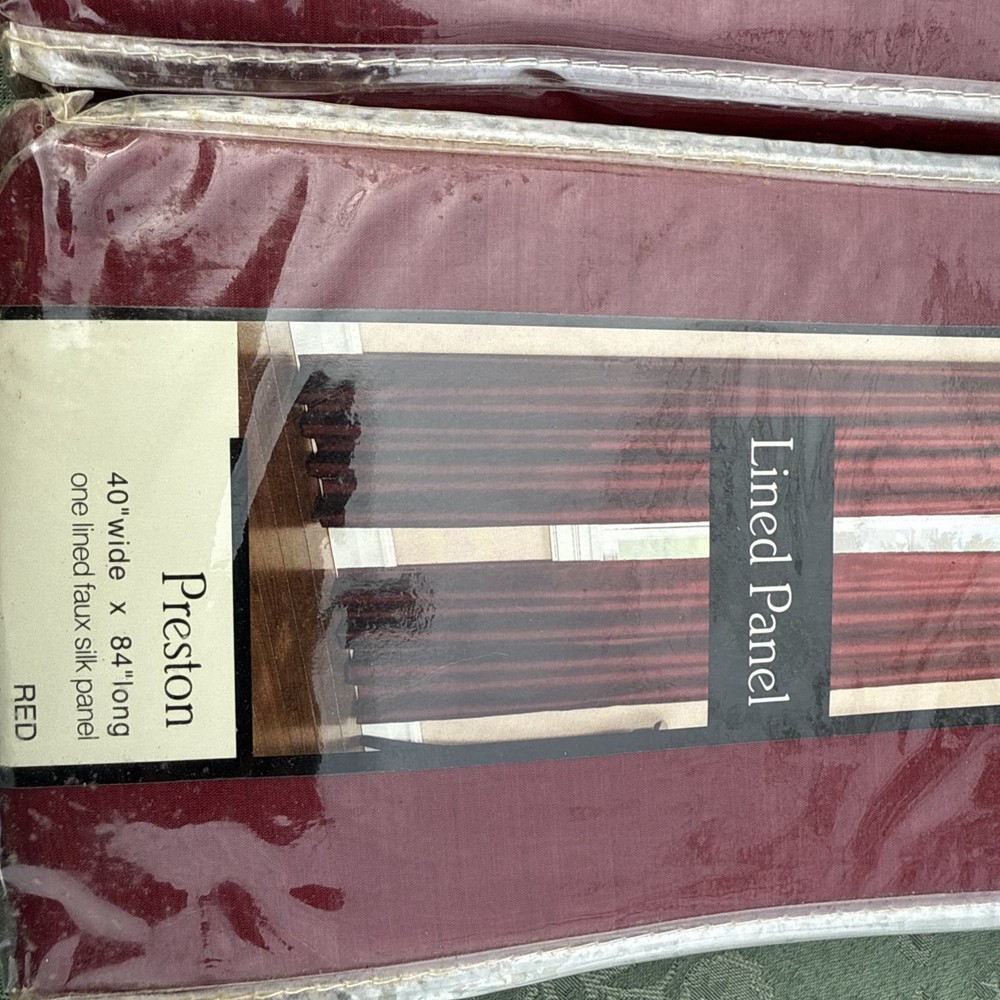 Lined Panel
Preston
40"wide x 84"long
one lined faux silk panel
RED